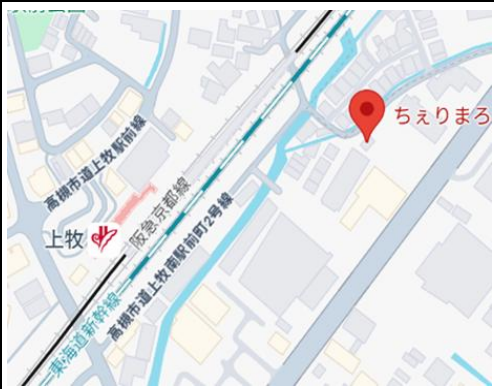 高槻市道上牧駅前線
ちぇりまろ
上牧
阪急京都線
高槻市道上牧南駅前町2号線
東海道新幹線